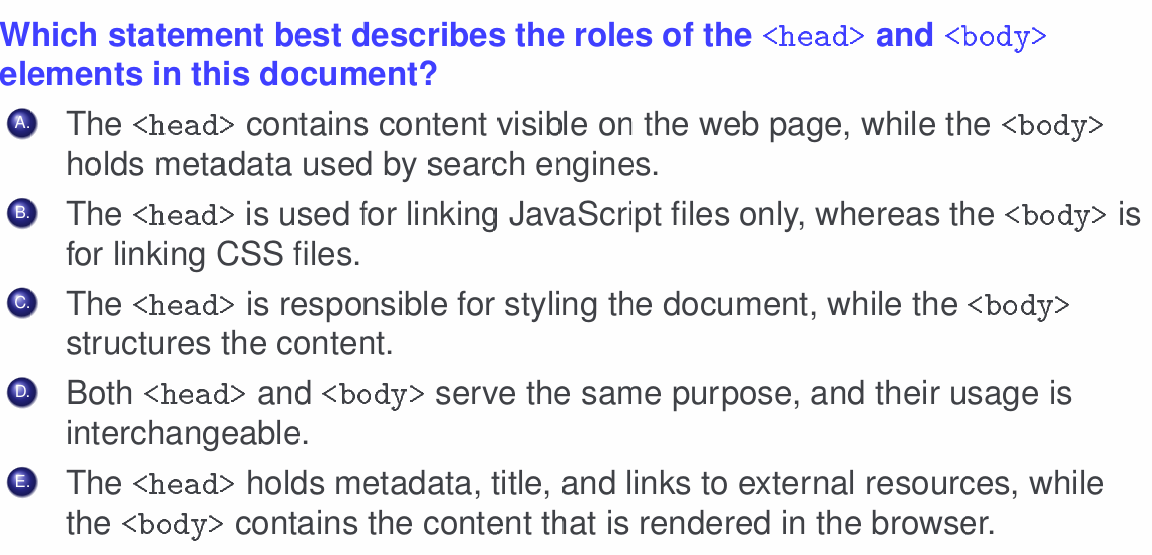 Which statement best describes the roles of the <head> and <body>
elements in this document?
A. The <head> contains content visible on the web page, while the <body>
holds metadata used by search engines.
B. The <head> is used for linking JavaScript files only, whereas the <body> is
for linking CSS files.
C. The <head> is responsible for styling the document, while the <body>
structures the content.
D. Both <head> and <body> serve the same purpose, and their usage is
interchangeable.
E. The <head> holds metadata, title, and links to external resources, while
the <body> contains the content that is rendered in the browser.